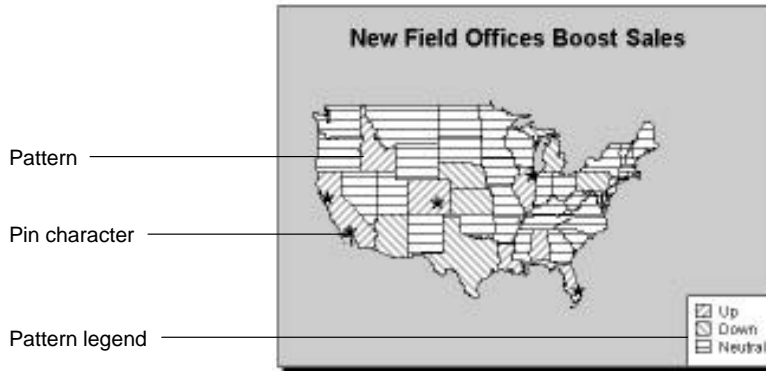 New Field Offices Boost Sales
Pattern
Pin character
Pattern legend
Up
Down
Neutral